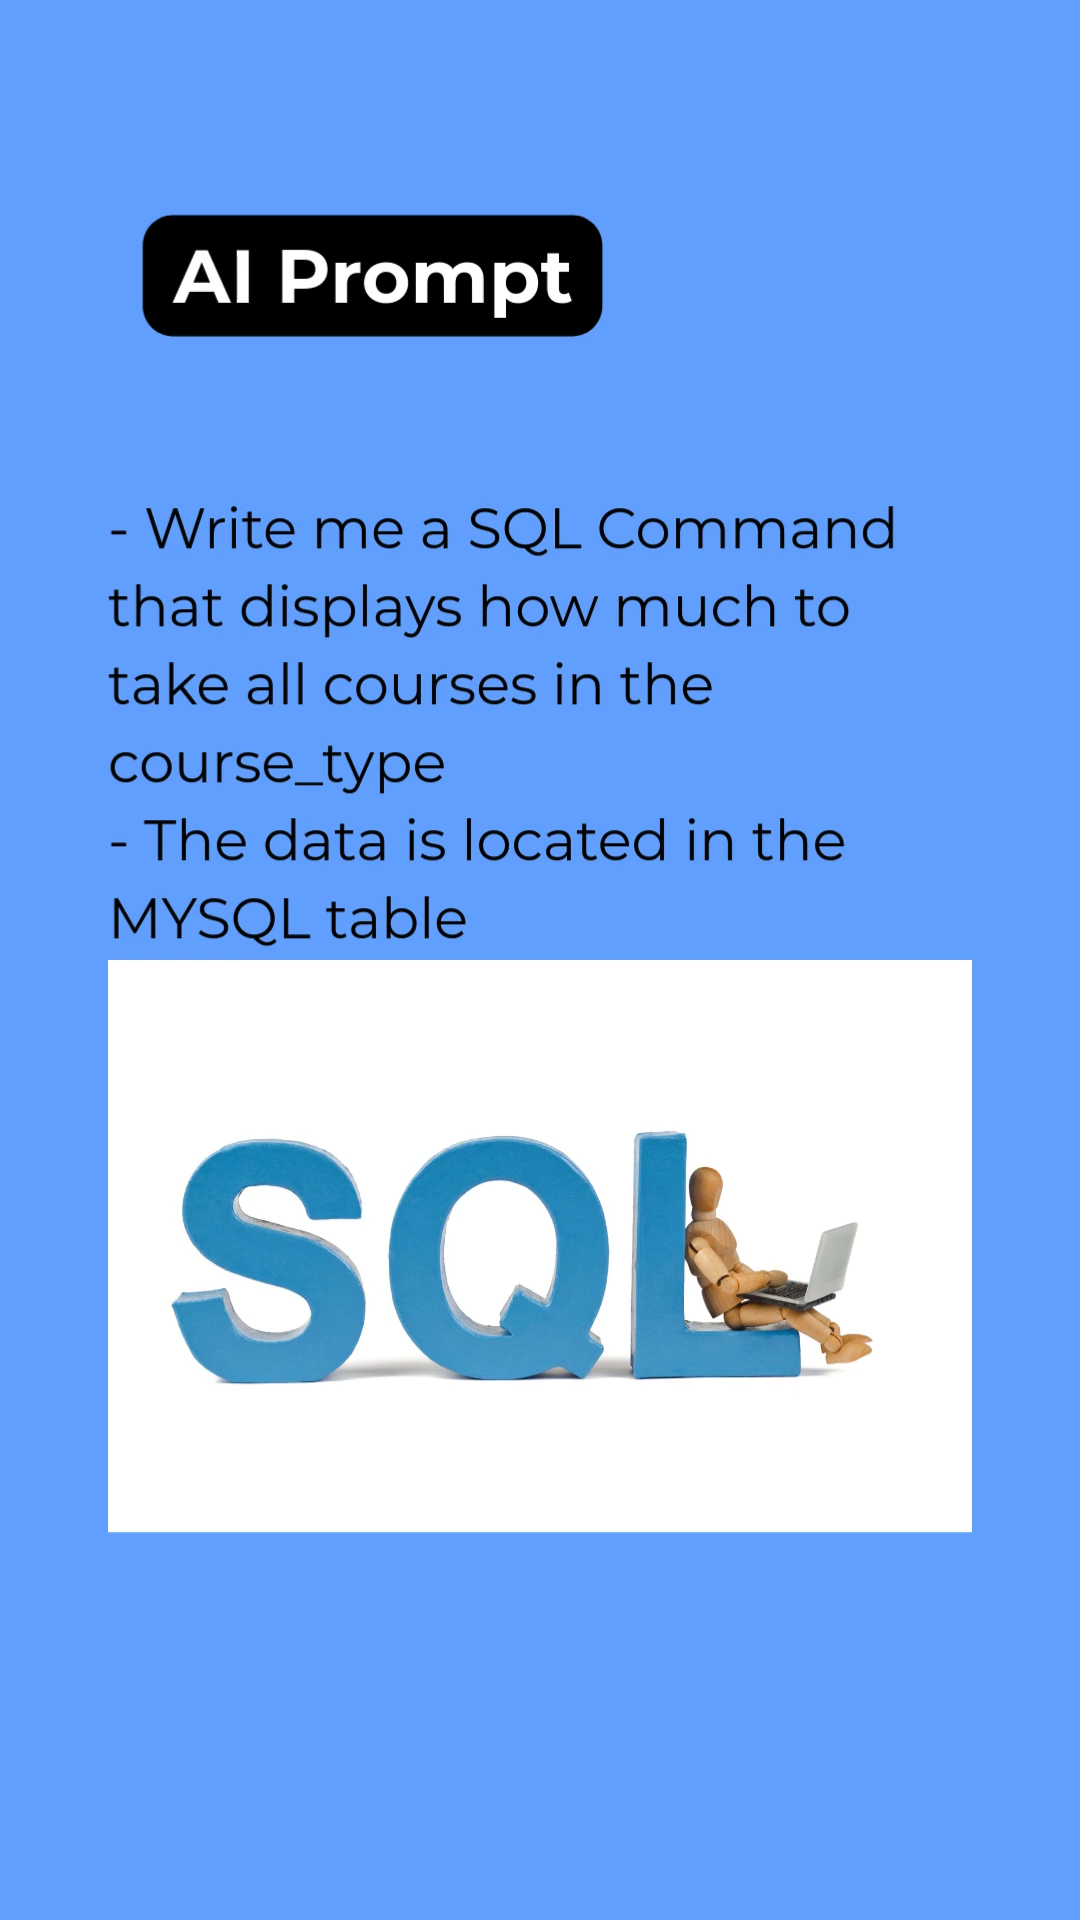 AI Prompt
- Write me a SQL Command
that displays how much to
take all courses in the
course_type
- The data is located in the
MYSQL table
SQL